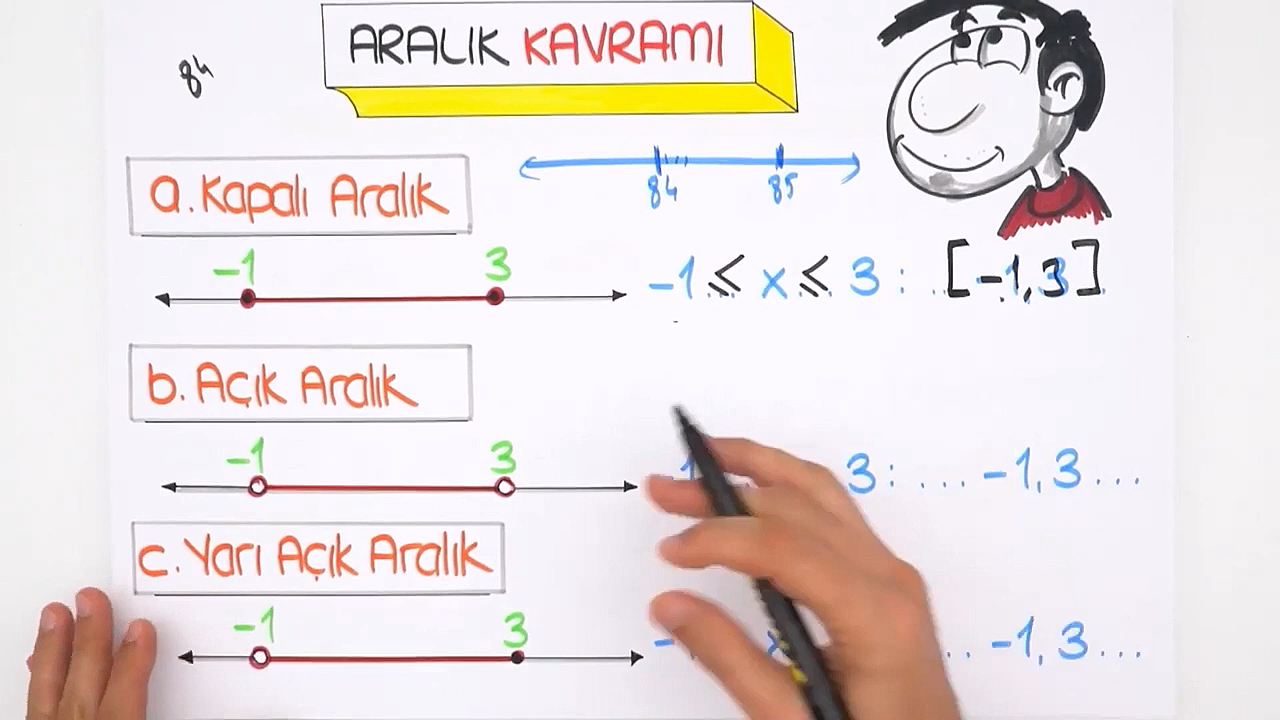 ARALIK KAVRAMI
84
a. Kapalı Aralık
84 85
-1 3
-1 ≤ x ≤ 3 : [-1,3]
b. Açık Aralık
-1 3
3: ... -1,3...
c. Yarı Açık Aralık
-1 3
-1,3...